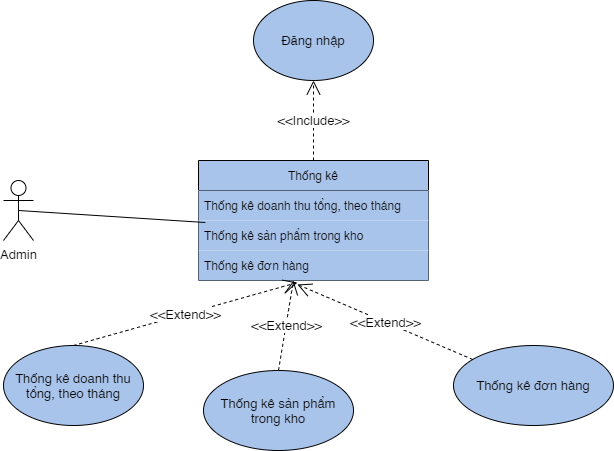 Đăng nhập
<<Include>>
Thống kê
Thống kê doanh thu tổng, theo tháng
Thống kê sản phẩm trong kho
Thống kê đơn hàng
Admin
<<Extend>>
<<Extend>>
<<Extend>>
Thống kê doanh thu
tổng, theo tháng
Thống kê sản phẩm
trong kho
Thống kê đơn hàng